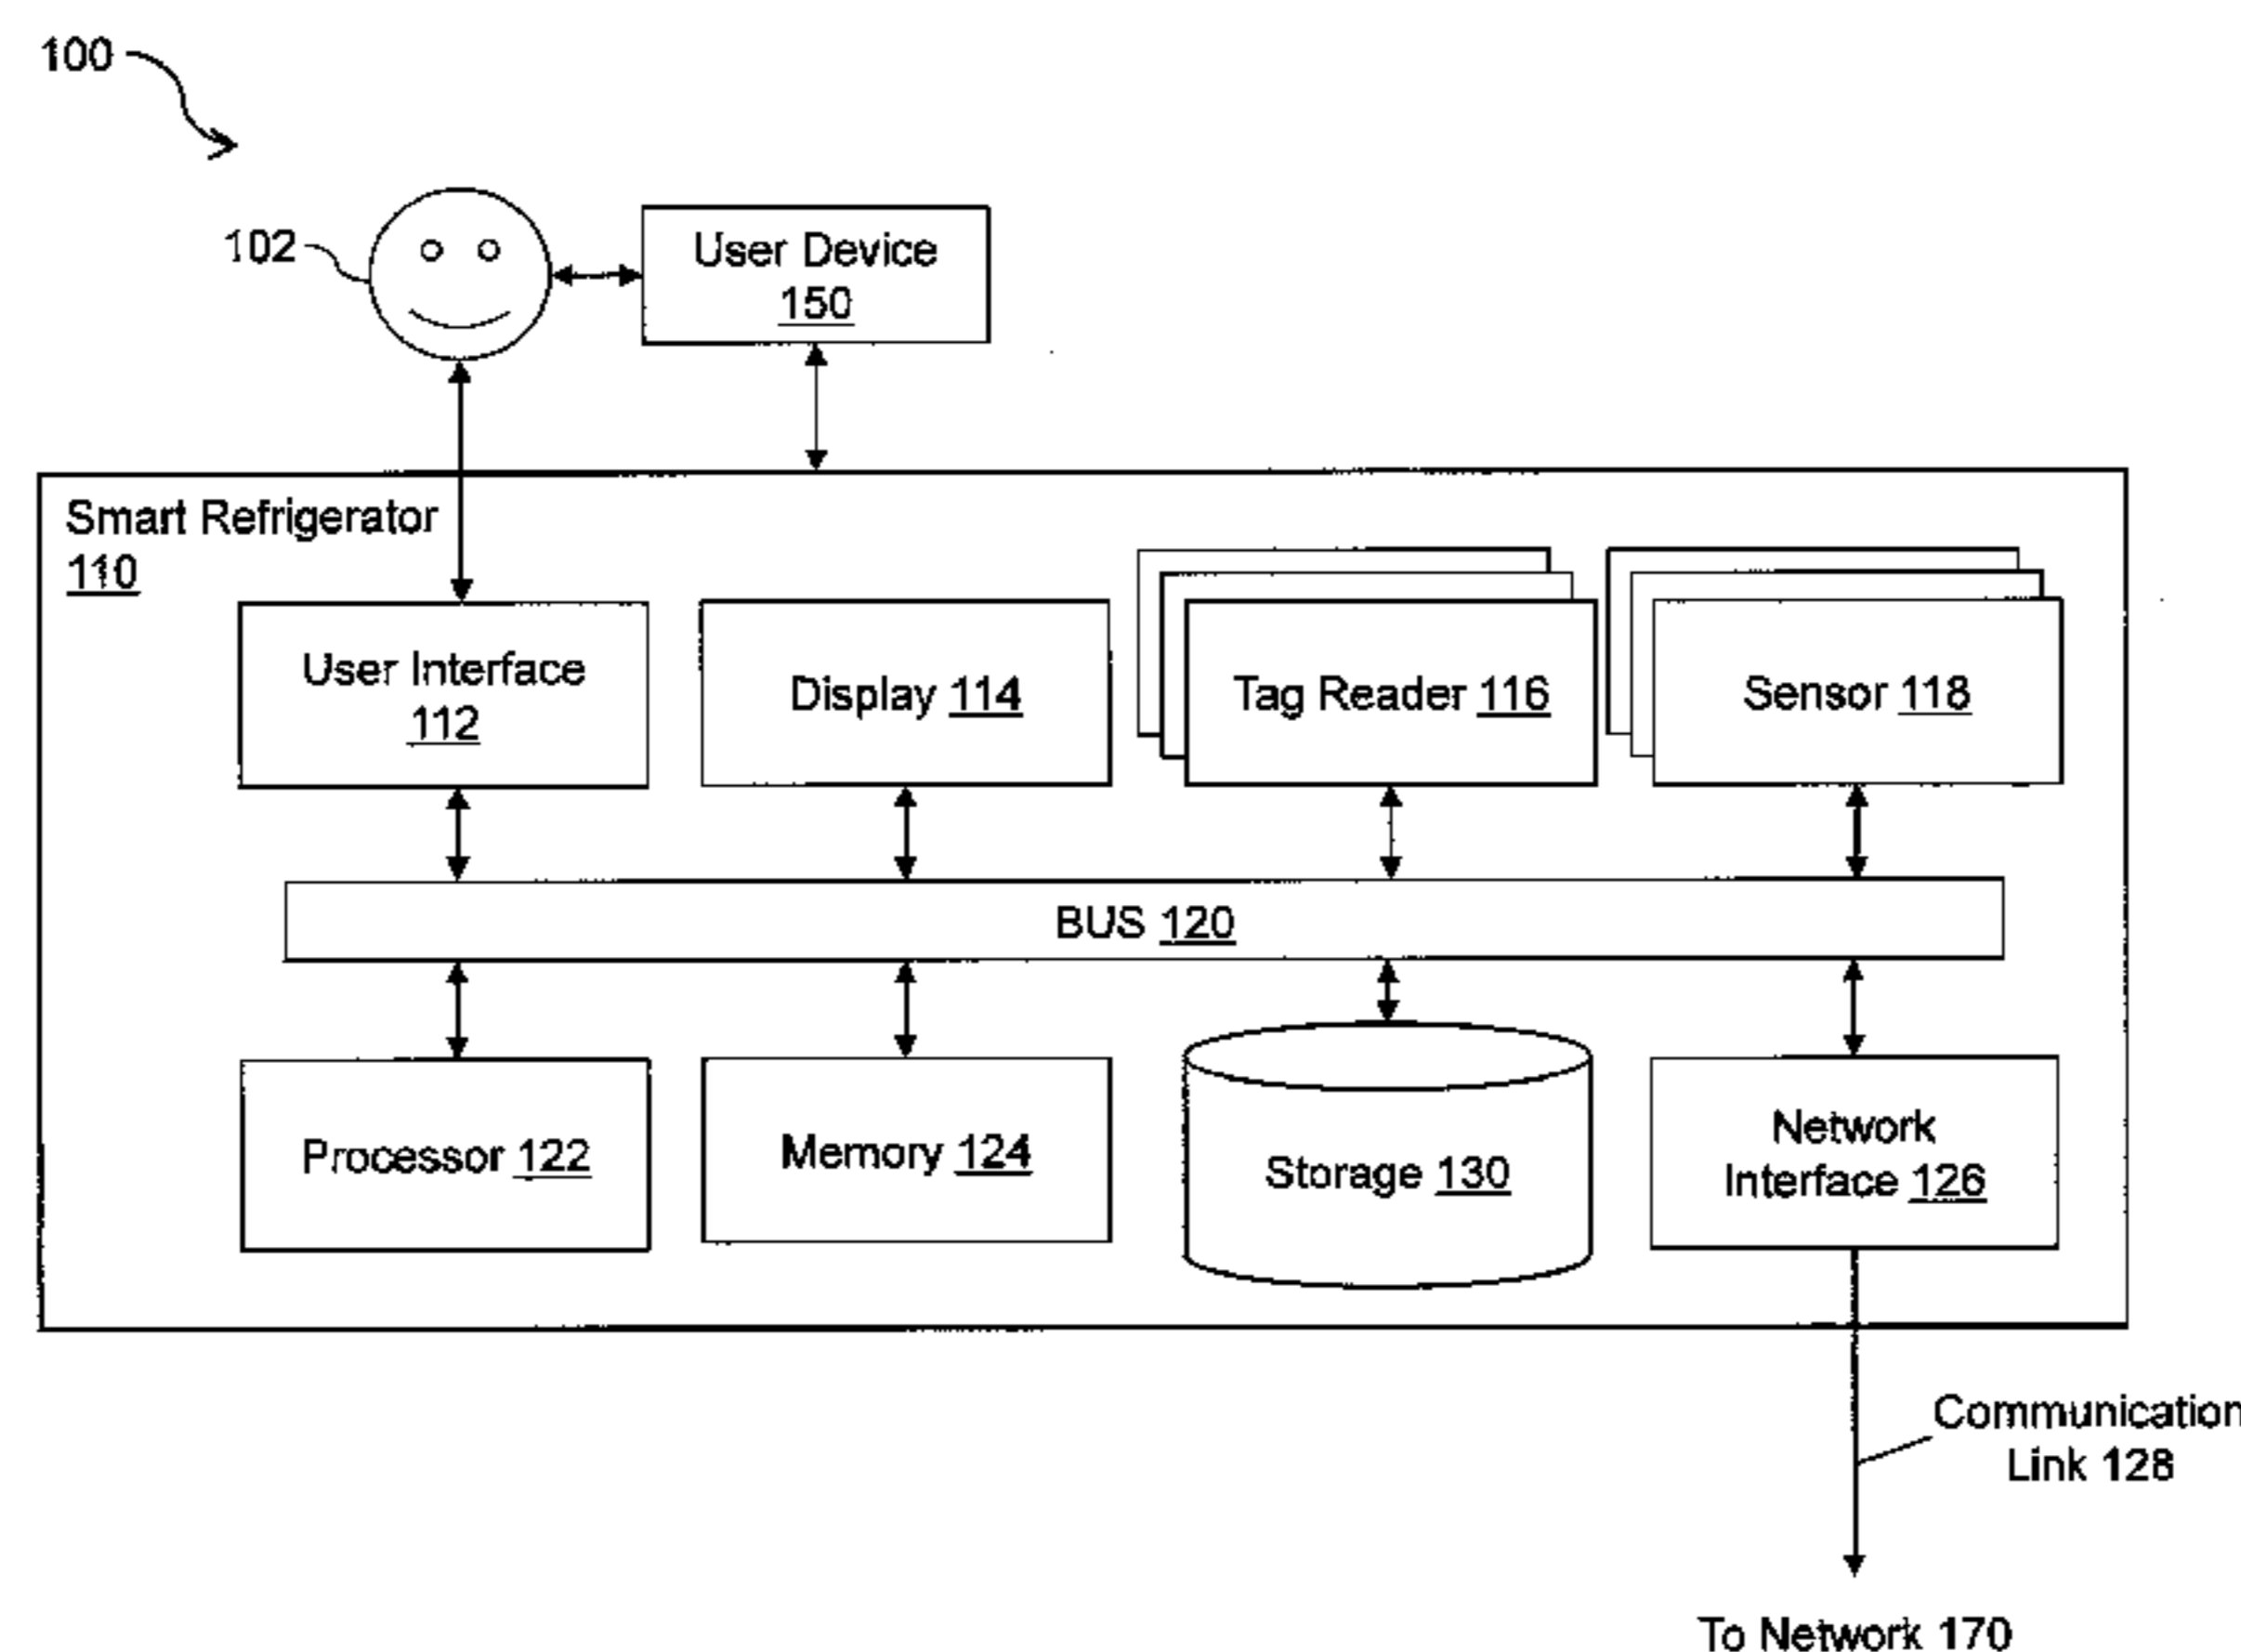 100
102
User Device
150
Smart Refrigerator
110
User Interface
112
Display 114
Tag Reader 116
Sensor 118
BUS 120
Processor 122
Memory 124
Storage 130
Network
Interface 126
Communication
Link 128
To Network 170